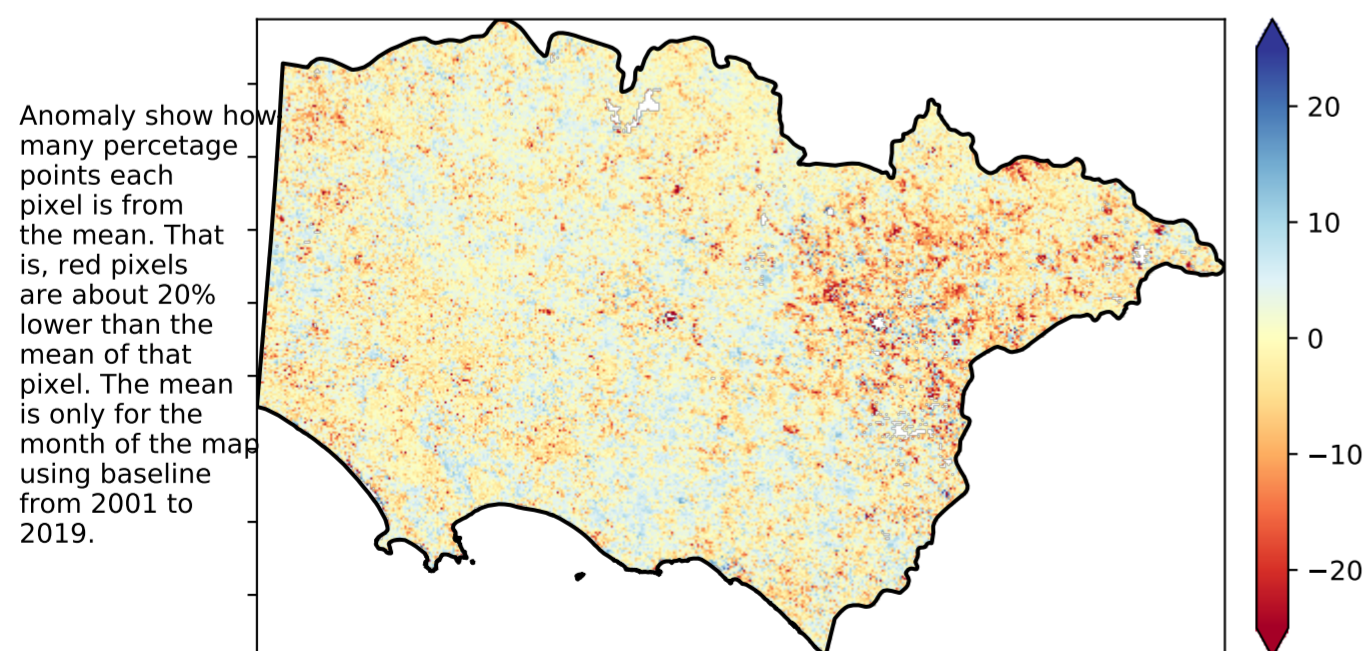 Anomaly show how
many percetage
points each
pixel is from
the mean. That
is, red pixels
are about 20%
lower than the
mean of that
pixel. The mean
is only for the
month of the map
using baseline
from 2001 to
2019.
20
10
0
−10
−20